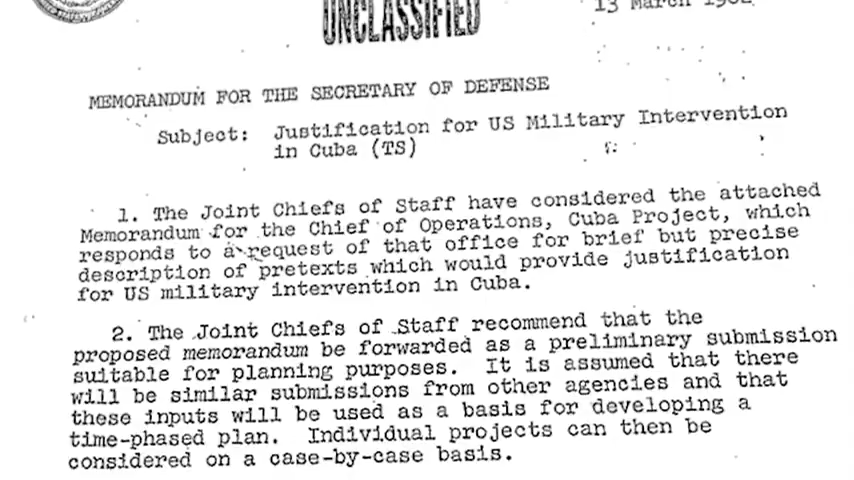 UNCLASSIFIED
13 March 1962
MEMORANDUM FOR THE SECRETARY OF DEFENSE
Subject: Justification for US Military Intervention
in Cuba (TS)
1. The Joint Chiefs of Staff have considered the attached
Memorandum for the Chief of Operations, Cuba Project, which
responds to a request of that office for brief but precise
description of pretexts which would provide justification
for US military intervention in Cuba.
2. The Joint Chiefs of Staff recommend that the
proposed memorandum be forwarded as a preliminary submission
suitable for planning purposes. It is assumed that there
will be similar submissions from other agencies and that
these inputs will be used as a basis for developing a
time-phased plan. Individual projects can then be
considered on a case-by-case basis.